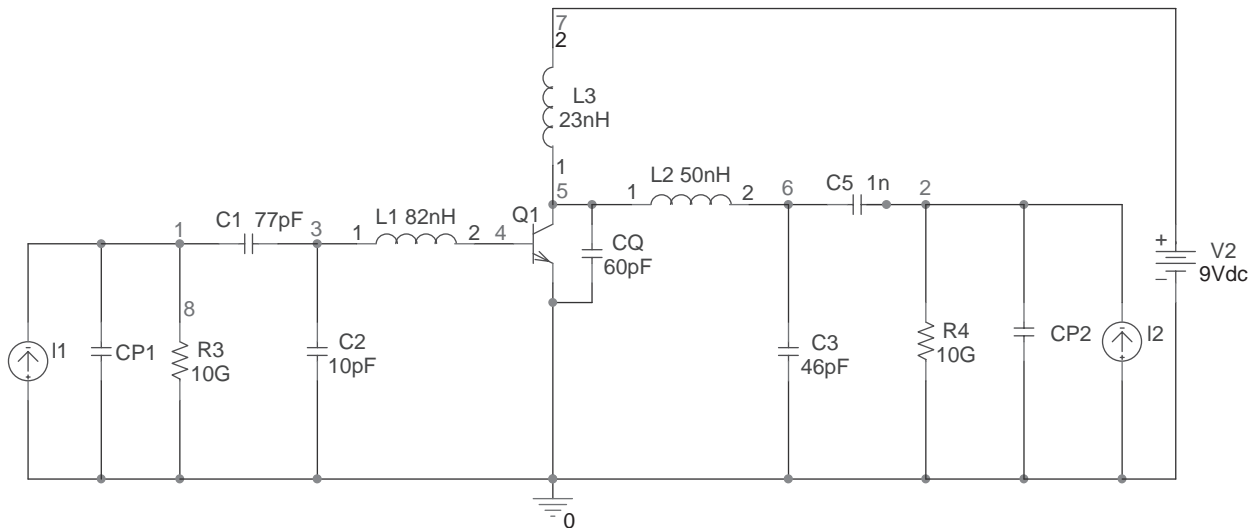 7
2
L3
23nH
1
5
L2 50nH
1
2
6
C5
1n
2
Q1
C1
77pF
1
3
L1 82nH
1
2
4
CQ
60pF
+
V2
9Vdc
-
8
I1
-
+
CP1
R3
10G
C2
10pF
C3
46pF
R4
10G
CP2
-
+
I2
0